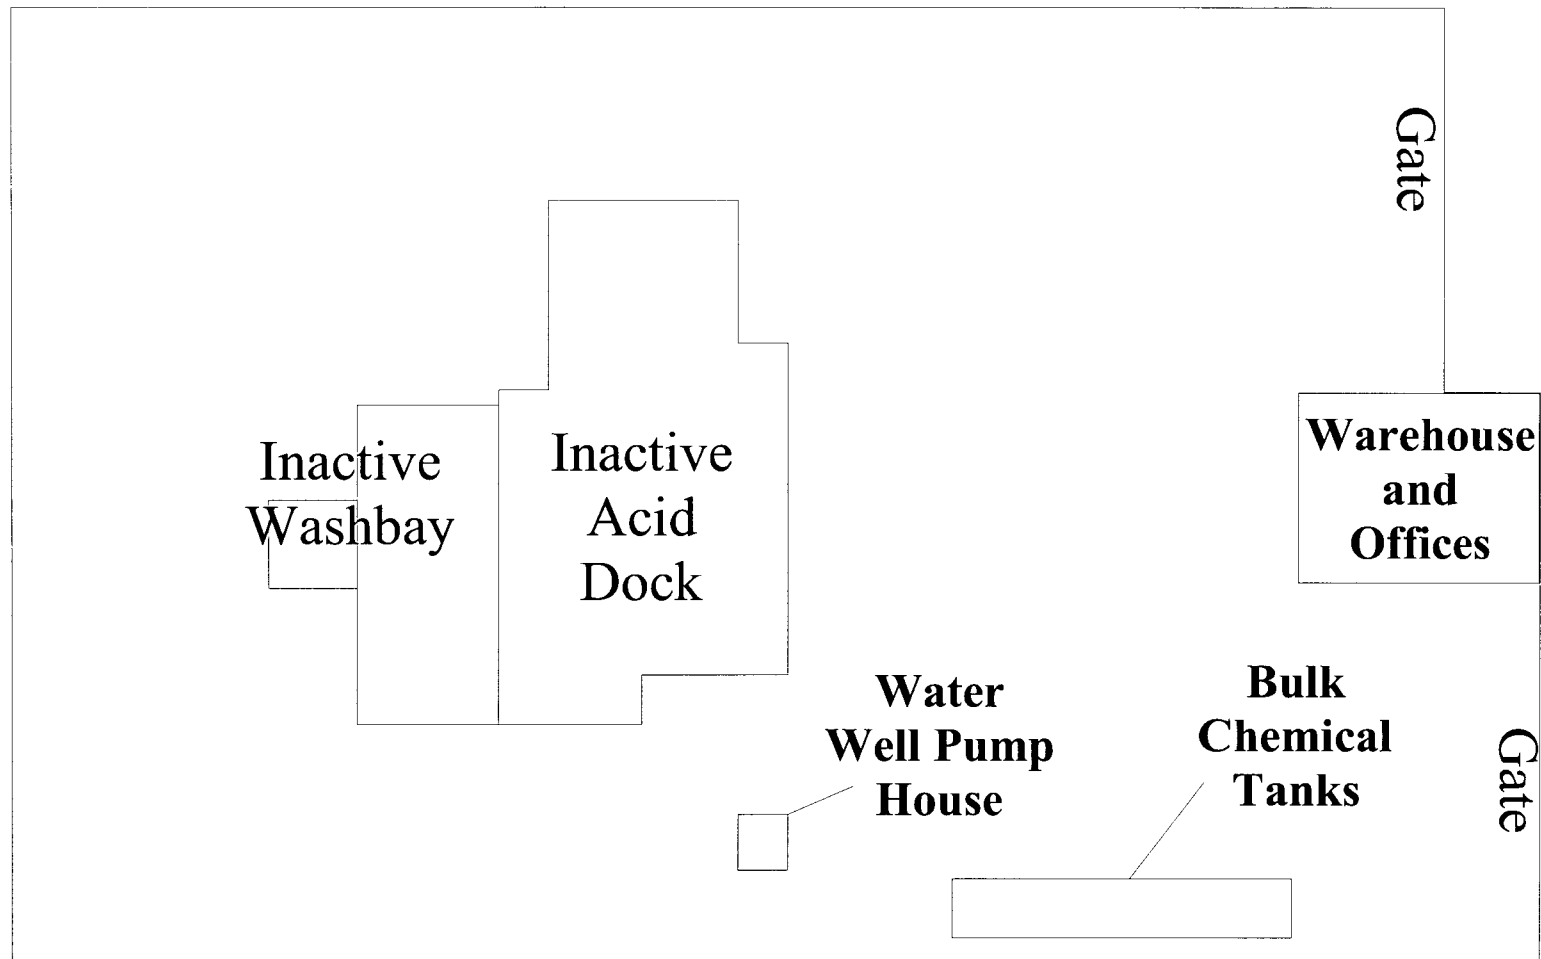 Gate
Inactive
Washbay
Inactive
Acid
Dock
Warehouse
and
Offices
Water
Well Pump
House
Bulk
Chemical
Tanks
Gate